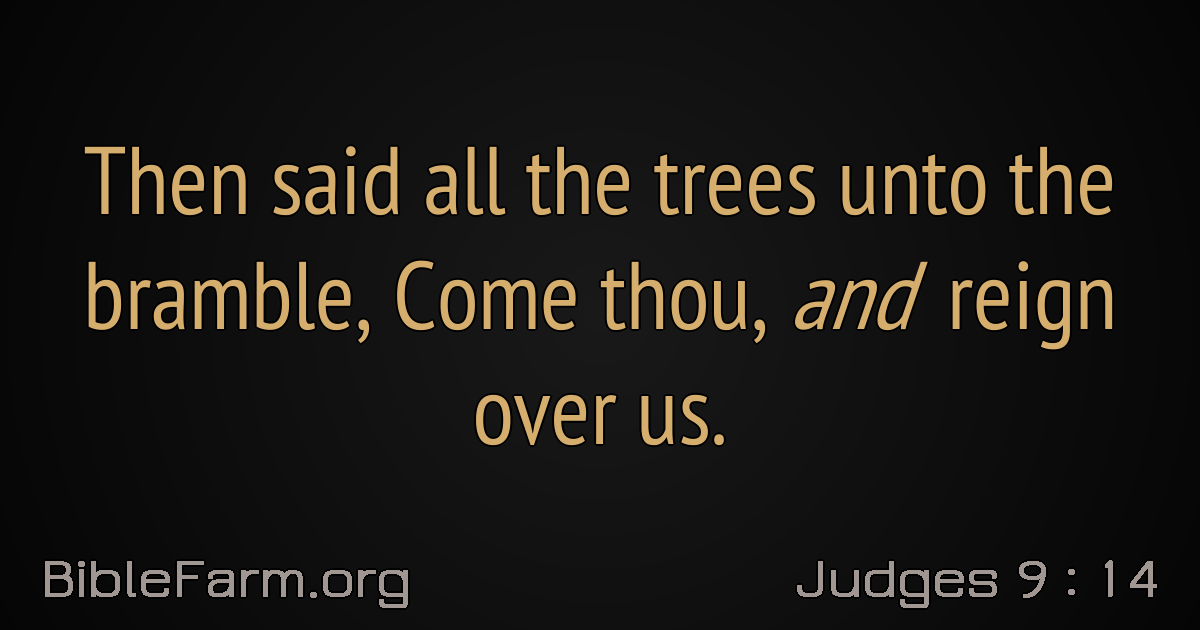 Then said all the trees unto the
bramble, Come thou, and reign
over us.
BibleFarm.org
Judges 9 : 14